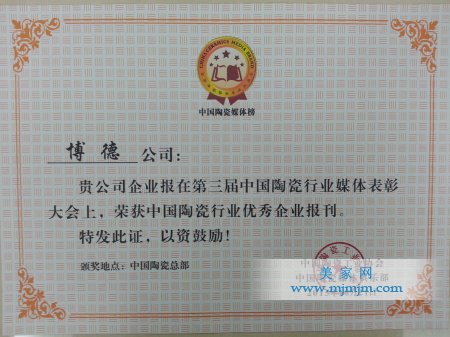 中国陶瓷媒体榜
博德 公司：
贵公司企业报在第三届中国陶瓷行业媒体表彰
大会上，荣获中国陶瓷行业优秀企业报刊。
特发此证，以资鼓励！
颁奖地点：中国陶瓷总部
美家网
www.mjmjm.com